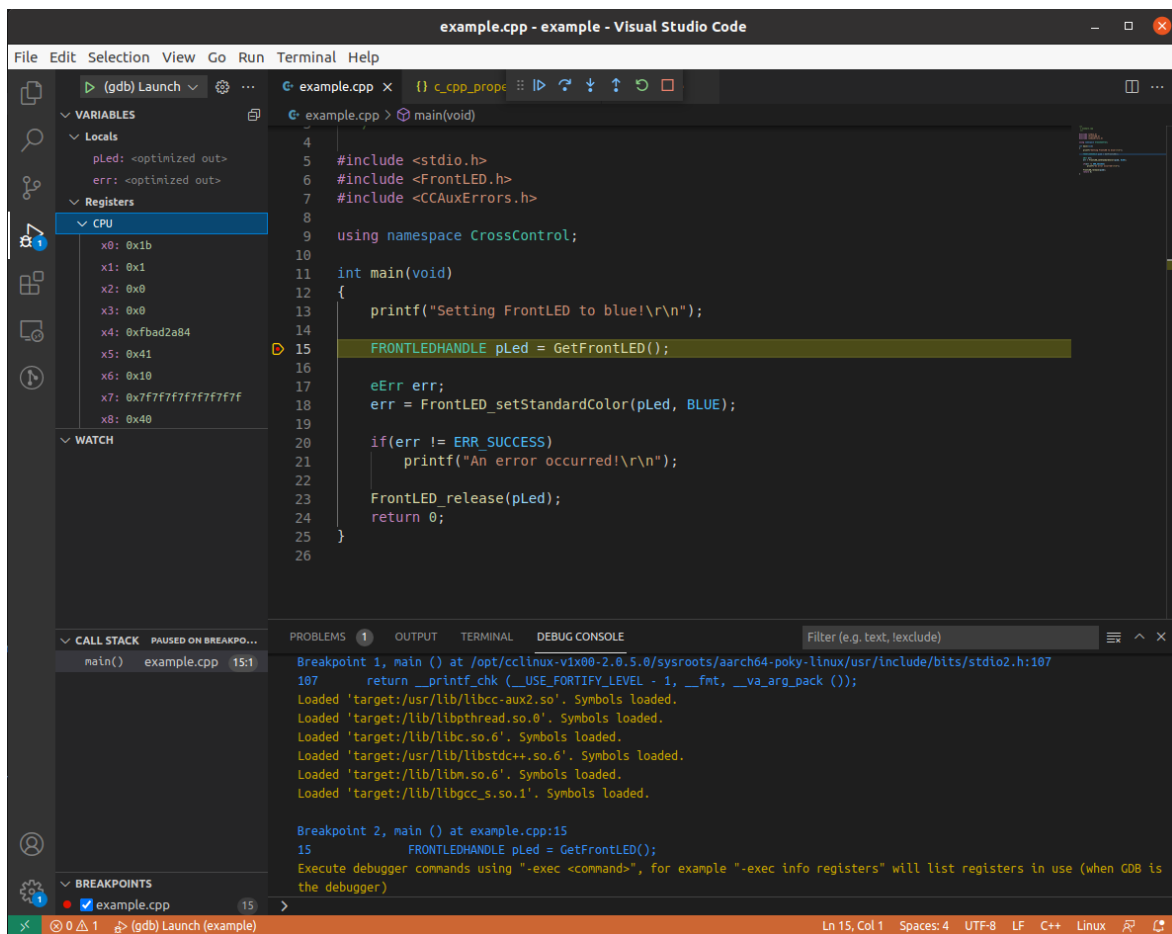 example.cpp - example - Visual Studio Code
File Edit Selection View Go Run Terminal Help
(gdb) Launch
example.cpp
{} c_cpp_prope
VARIABLES
example.cpp > main(void)
Locals
pLed: <optimized out>
err: <optimized out>
Registers
CPU
x0: 0x1b
x1: 0x1
x2: 0x0
x3: 0x0
x4: 0xfbad2a84
x5: 0x41
x6: 0x10
x7: 0x7f7f7f7f7f7f7f7f
x8: 0x40
WATCH
4
5 #include <stdio.h>
6 #include <FrontLED.h>
7 #include <CCAuxErrors.h>
8
9 using namespace CrossControl;
10
11 int main(void)
12 {
13 printf("Setting FrontLED to blue!\r\n");
14
15 FRONTLEDHANDLE pLed = GetFrontLED();
16
17 eErr err;
18 err = FrontLED_setStandardColor(pLed, BLUE);
19
20 if(err != ERR_SUCCESS)
21 printf("An error occurred!\r\n");
22
23 FrontLED_release(pLed);
24 return 0;
25 }
26
CALL STACK PAUSED ON BREAKPO...
main() example.cpp 15:1
PROBLEMS 1 OUTPUT TERMINAL DEBUG CONSOLE Filter (e.g. text, !exclude)
Breakpoint 1, main () at /opt/cclinux-v1x00-2.0.5.0/sysroots/aarch64-poky-linux/usr/include/bits/stdio2.h:107
107 return __printf_chk (__USE_FORTIFY_LEVEL - 1, __fmt, __va_arg_pack ());
Loaded 'target:/usr/lib/libcc-aux2.so'. Symbols loaded.
Loaded 'target:/lib/libpthread.so.0'. Symbols loaded.
Loaded 'target:/lib/libc.so.6'. Symbols loaded.
Loaded 'target:/usr/lib/libstdc++.so.6'. Symbols loaded.
Loaded 'target:/lib/libm.so.6'. Symbols loaded.
Loaded 'target:/lib/libgcc_s.so.1'. Symbols loaded.
Breakpoint 2, main () at example.cpp:15
15 FRONTLEDHANDLE pLed = GetFrontLED();
Execute debugger commands using "-exec <command>", for example "-exec info registers" will list registers in use (when GDB is
the debugger)
>
BREAKPOINTS
example.cpp 15
1
1
0 1 (gdb) Launch (example)
Ln 15, Col 1 Spaces: 4 UTF-8 LF C++ Linux